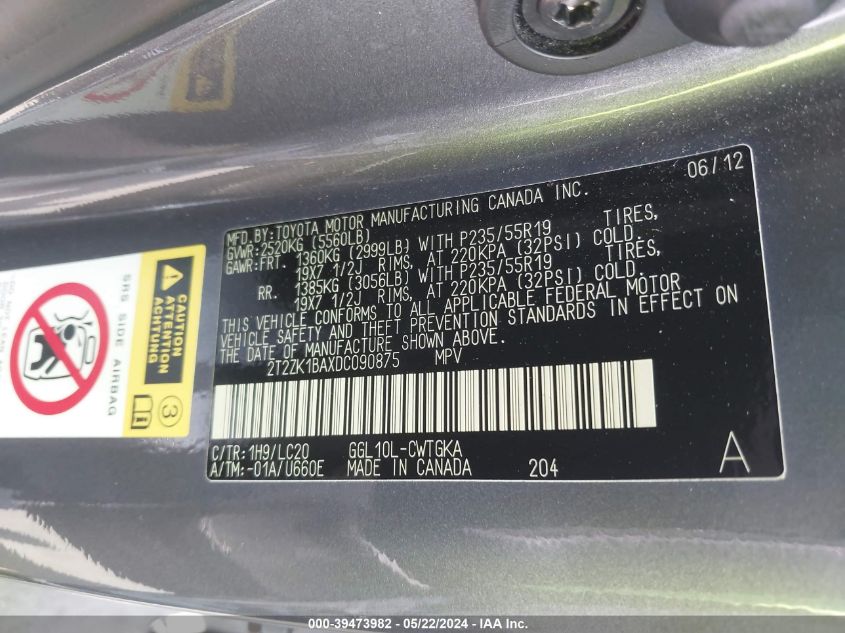 06/12
MFD.BY:TOYOTA MOTOR MANUFACTURING CANADA INC.
GVWR:2520KG (5560LB)
GAWR:FRT. 1360KG (2999LB) WITH P235/55R19 TIRES,
19X7 1/2J RIMS, AT 220KPA (32PSI) COLD.
RR. 1385KG (3056LB) WITH P235/55R19 TIRES,
19X7 1/2J RIMS, AT 220KPA (32PSI) COLD.
THIS VEHICLE CONFORMS TO ALL APPLICABLE FEDERAL MOTOR
VEHICLE SAFETY AND THEFT PREVENTION STANDARDS IN EFFECT ON
THE DATE OF MANUFACTURE SHOWN ABOVE.
2T2ZK1BAXDC090875 MPV
C/TR:1H9/LC20 GGL10L-CWTGKA
A/TM:-01A/U660E MADE IN CANADA 204
A
CAUTION
ATTENTION
ACHTUNG
SRS SIDE AIRBAG
3
000-39473982 - 05/22/2024 - IAA Inc.